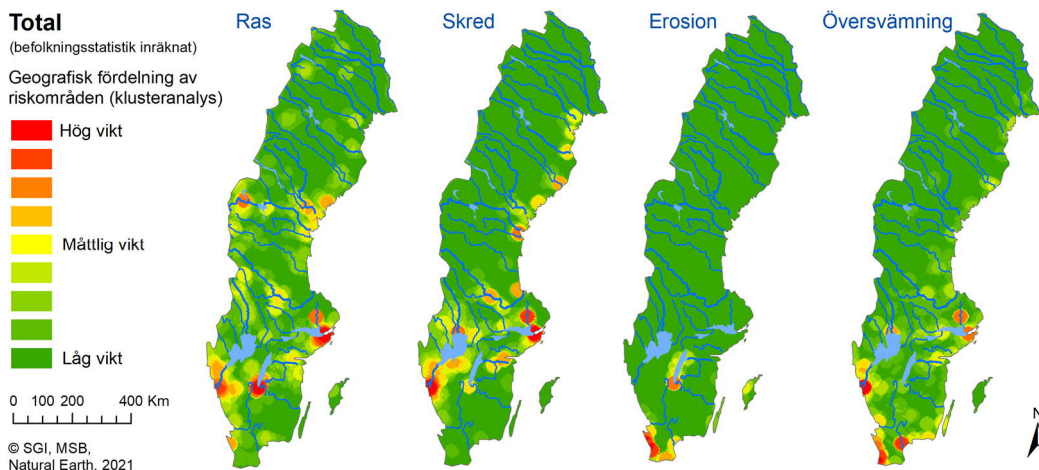 Total
(befolkningsstatistik inräknat)
Geografisk fördelning av
riskområden (klusteranalys)
Hög vikt
Måttlig vikt
Låg vikt
0 100 200 400 Km
© SGI, MSB,
Natural Earth, 2021
Ras
Skred
Erosion
Översvämning
N